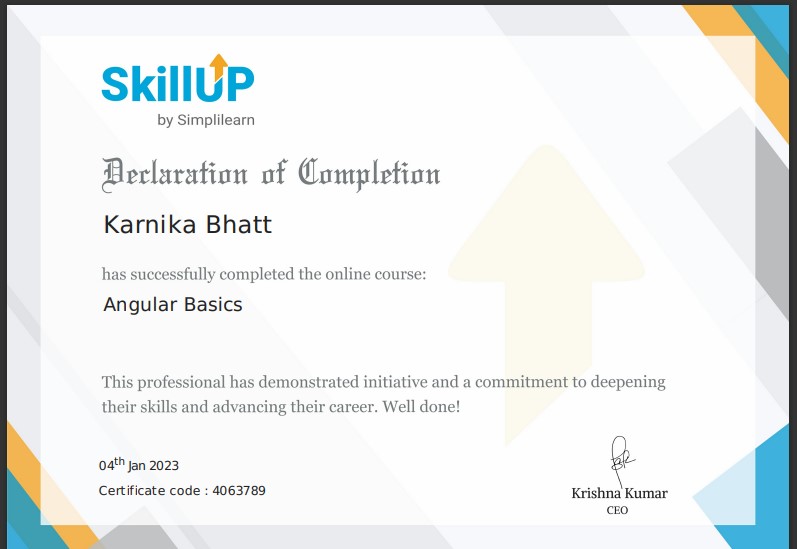 SkillUP
by Simplilearn
Declaration of Completion
Karnika Bhatt
has successfully completed the online course:
Angular Basics
This professional has demonstrated initiative and a commitment to deepening
their skills and advancing their career. Well done!
04th Jan 2023
Certificate code : 4063789
Krishna Kumar
CEO